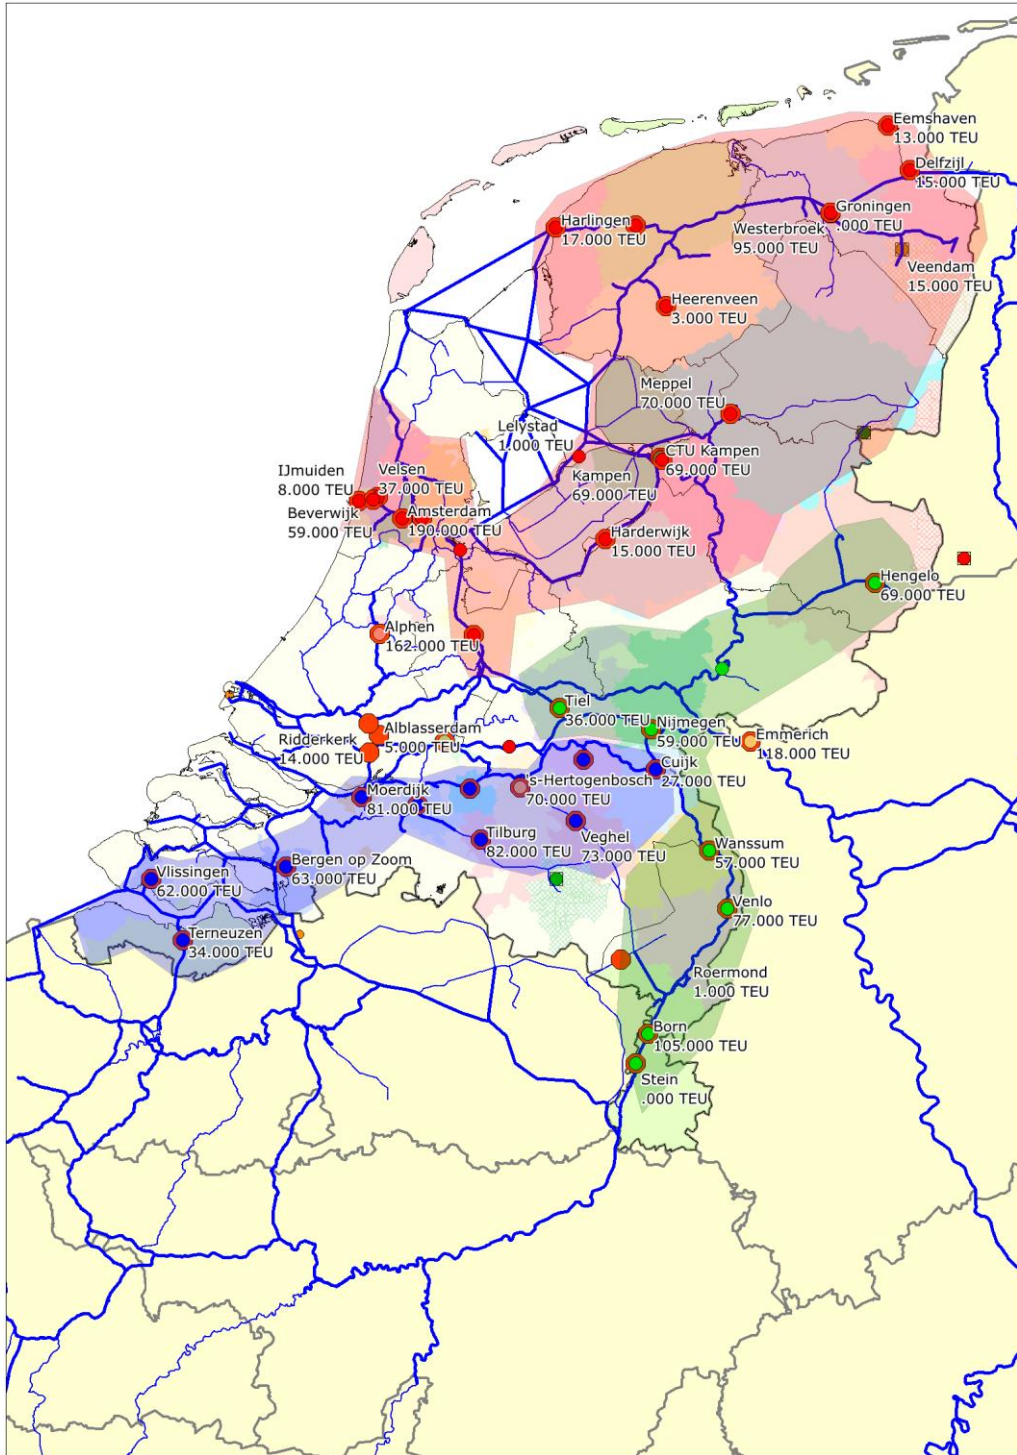 Eemshaven
13.000 TEU
Delfzijl
15.000 TEU
Groningen
.000 TEU
Harlingen
17.000 TEU
Westerbroek
95.000 TEU
Veendam
15.000 TEU
Heerenveen
3.000 TEU
Meppel
70.000 TEU
Lelystad
1.000 TEU
CTU Kampen
69.000 TEU
Kampen
69.000 TEU
IJmuiden
8.000 TEU
Velsen
37.000 TEU
Beverwijk
59.000 TEU
Amsterdam
190.000 TEU
Harderwijk
15.000 TEU
Hengelo
69.000 TEU
Alphen
162.000 TEU
Tiel
36.000 TEU
Nijmegen
59.000 TEU
Emmerich
118.000 TEU
Alblasserdam
5.000 TEU
Ridderkerk
14.000 TEU
Cuijk
27.000 TEU
's-Hertogenbosch
70.000 TEU
Moerdijk
81.000 TEU
Tilburg
82.000 TEU
Veghel
73.000 TEU
Wanssum
57.000 TEU
Bergen op Zoom
63.000 TEU
Vlissingen
62.000 TEU
Venlo
77.000 TEU
Terneuzen
34.000 TEU
Roermond
1.000 TEU
Born
105.000 TEU
Stein
.000 TEU